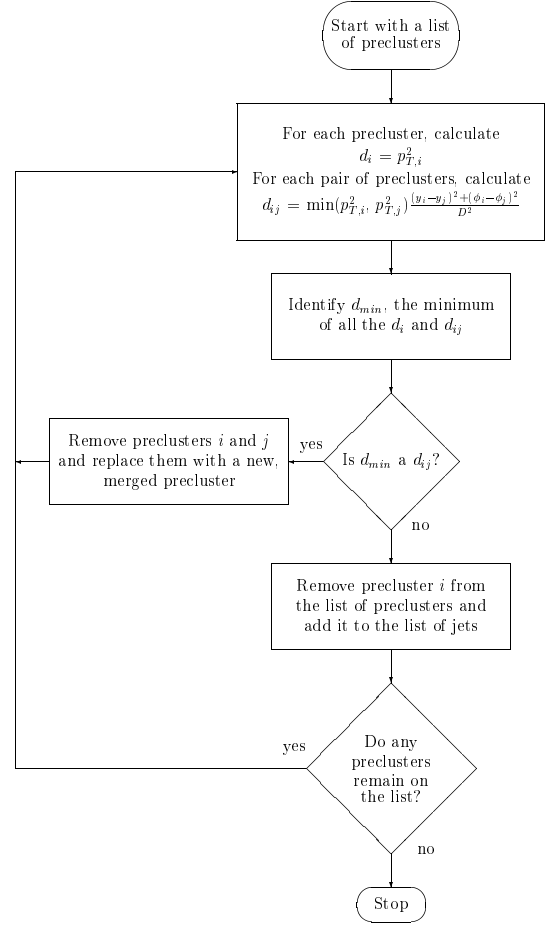 Start with a list
of preclusters
For each precluster, calculate
$d_i = p_{T,i}^2$
For each pair of preclusters, calculate
$d_{ij} = \min(p_{T,i}^2, p_{T,j}^2)\frac{(y_i-y_j)^2+(\phi_i-\phi_j)^2}{D^2}$
Identify $d_{min}$, the minimum
of all the $d_i$ and $d_{ij}$
Is $d_{min}$ a $d_{ij}$?
yes
Remove preclusters $i$ and $j$
and replace them with a new,
merged precluster
no
Remove precluster $i$ from
the list of preclusters and
add it to the list of jets
Do any
preclusters
remain on
the list?
yes
no
Stop